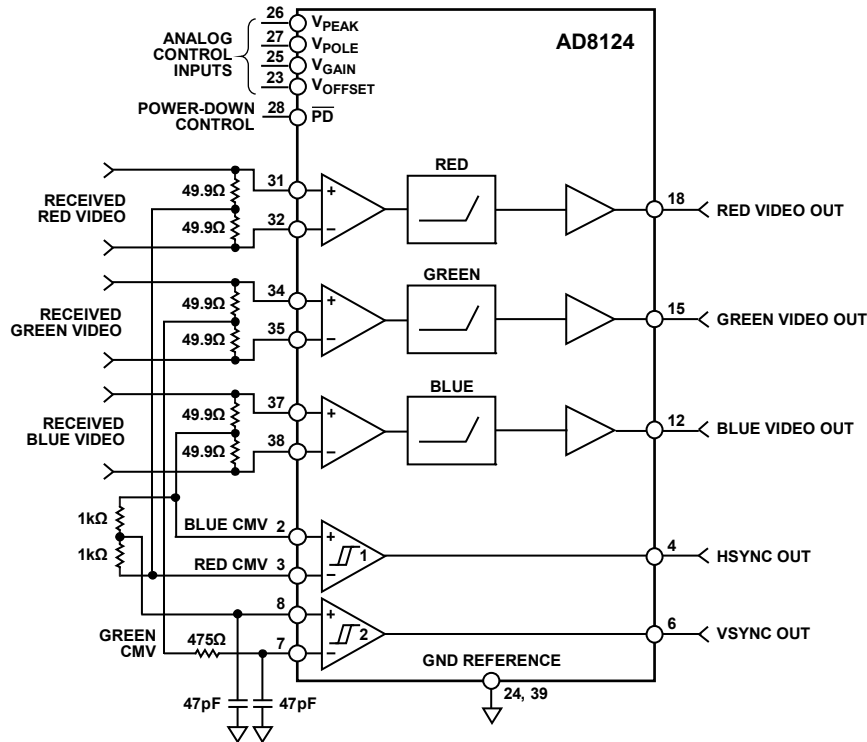 26
V_PEAK
ANALOG
CONTROL
INPUTS
27
V_POLE
25
V_GAIN
23
V_OFFSET
AD8124
POWER-DOWN
CONTROL
28
PD
RED
RECEIVED
RED VIDEO
49.9Ω
49.9Ω
31
+
32
−
18
RED VIDEO OUT
GREEN
RECEIVED
GREEN VIDEO
49.9Ω
49.9Ω
34
+
35
−
15
GREEN VIDEO OUT
BLUE
RECEIVED
BLUE VIDEO
49.9Ω
49.9Ω
37
+
38
−
12
BLUE VIDEO OUT
1kΩ
1kΩ
BLUE CMV
2
+
1
RED CMV
3
−
4
HSYNC OUT
8
+
2
GREEN
CMV
475Ω
7
−
6
VSYNC OUT
GND REFERENCE
24, 39
47pF
47pF